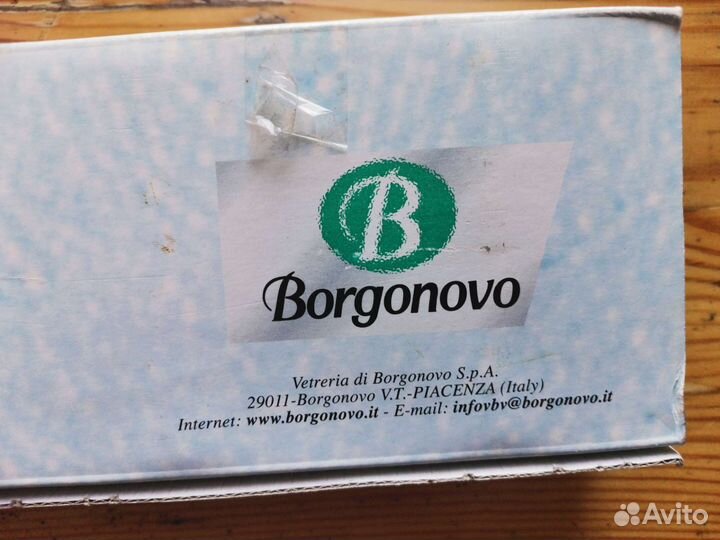 B
Borgonovo
Vetreria di Borgonovo S.p.A.
29011-Borgonovo V.T.-PIACENZA (Italy)
Internet: www.borgonovo.it - E-mail: infovbv@borgonovo.it
Avito